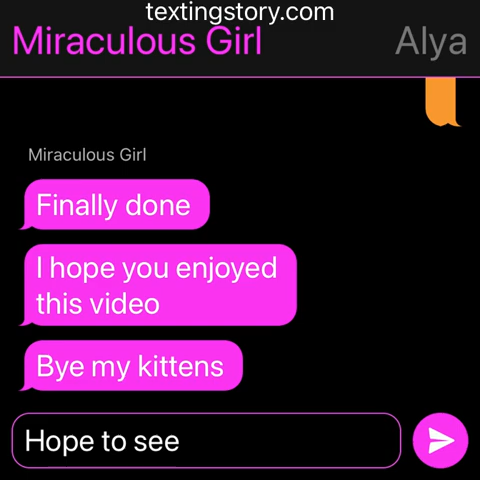 textingstory.com
Miraculous Girl
Alya
Miraculous Girl
Finally done
I hope you enjoyed
this video
Bye my kittens
Hope to see